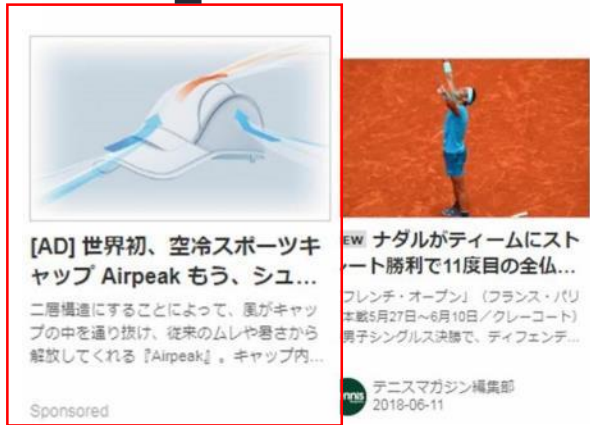 [AD] 世界初、空冷スポーツキ
ャップ Airpeak もう、シュ...
二層構造にすることによって、風がキャッ
プの中を通り抜け、従来のムレや暑さから
解放してくれる『Airpeak』。キャップ内...
Sponsored
EW ナダルがティームにスト
ート勝利で11度目の全仏...
フレンチ・オープン」（フランス・パリ
本戦5月27日～6月10日／クレーコート）
男子シングルス決勝で、ディフェンデ...
nnis
テニスマガジン編集部
2018-06-11